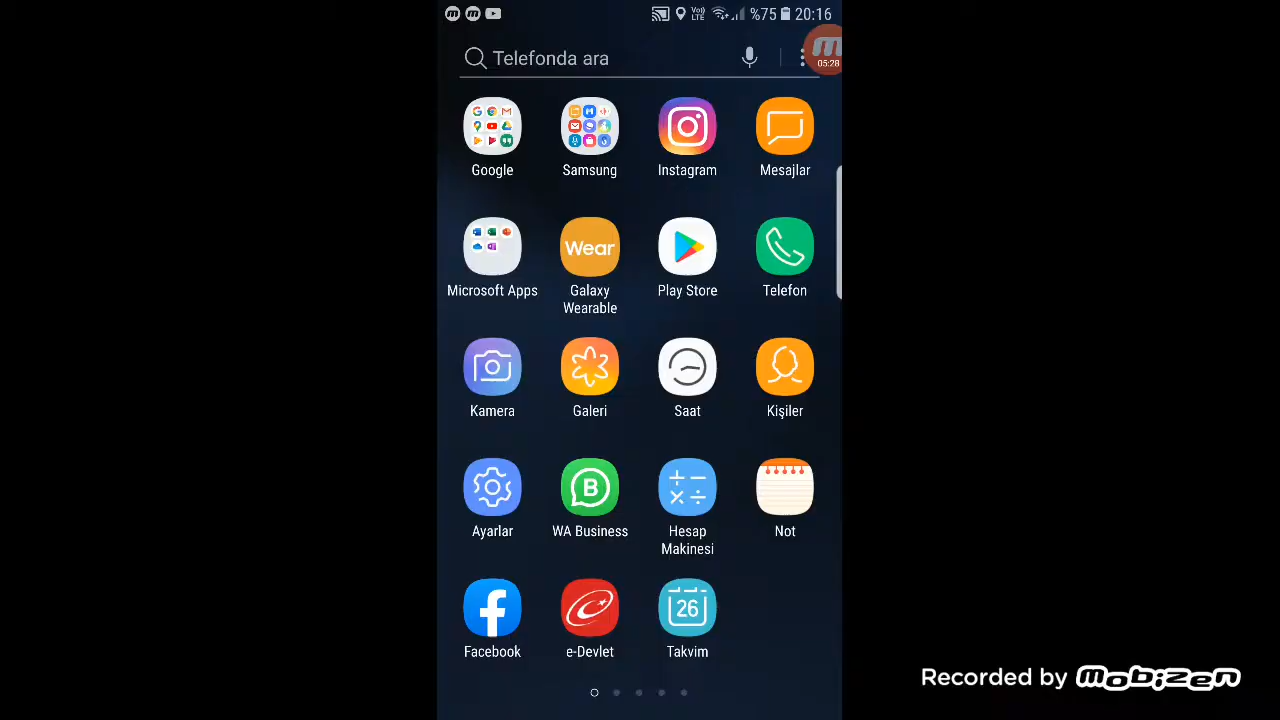 %75 20:16
Telefonda ara
05:28
Google Samsung Instagram Mesajlar
Wear
Microsoft Apps Galaxy Wearable Play Store Telefon
Kamera Galeri Saat Kişiler
B
Ayarlar WA Business Hesap Makinesi Not
26
Facebook e-Devlet Takvim
Recorded by mobizen